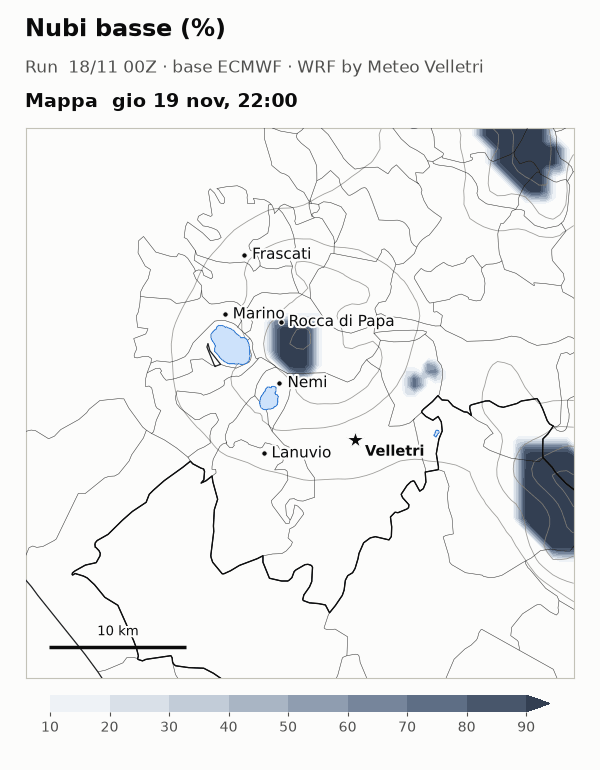 Nubi basse (%)
Run  18/11 00Z · base ECMWF · WRF by Meteo Velletri
Mappa  gio 19 nov, 22:00
Frascati
Marino
Rocca di Papa
Nemi
Velletri
Lanuvio
10 km
10 20 30 40 50 60 70 80 90